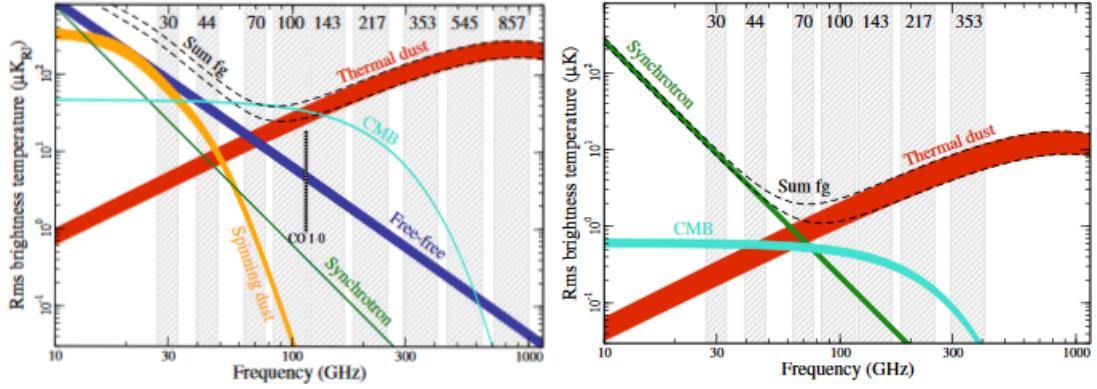 30 44 70 100 143 217 353 545 857
Sum fg
Thermal dust
CMB
CO 1-0
Free-free
Spinning dust
Synchrotron
Rms brightness temperature (μK_RJ)
10² 10¹ 10⁰ 10⁻¹
10 30 100 300 1000
Frequency (GHz)
30 44 70 100 143 217 353
Synchrotron
Thermal dust
Sum fg
CMB
Rms brightness temperature (μK)
10² 10¹ 10⁰ 10⁻¹
10 30 100 300 1000
Frequency (GHz)